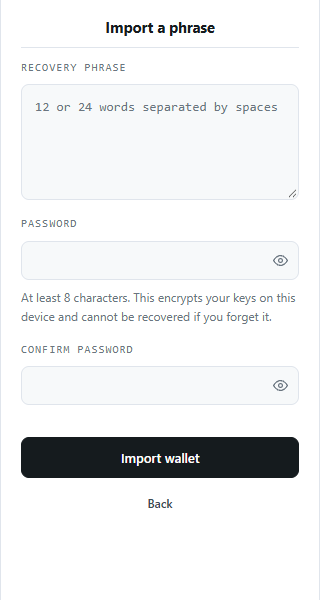 Import a phrase
RECOVERY PHRASE
12 or 24 words separated by spaces
PASSWORD
At least 8 characters. This encrypts your keys on this
device and cannot be recovered if you forget it.
CONFIRM PASSWORD
Import wallet
Back